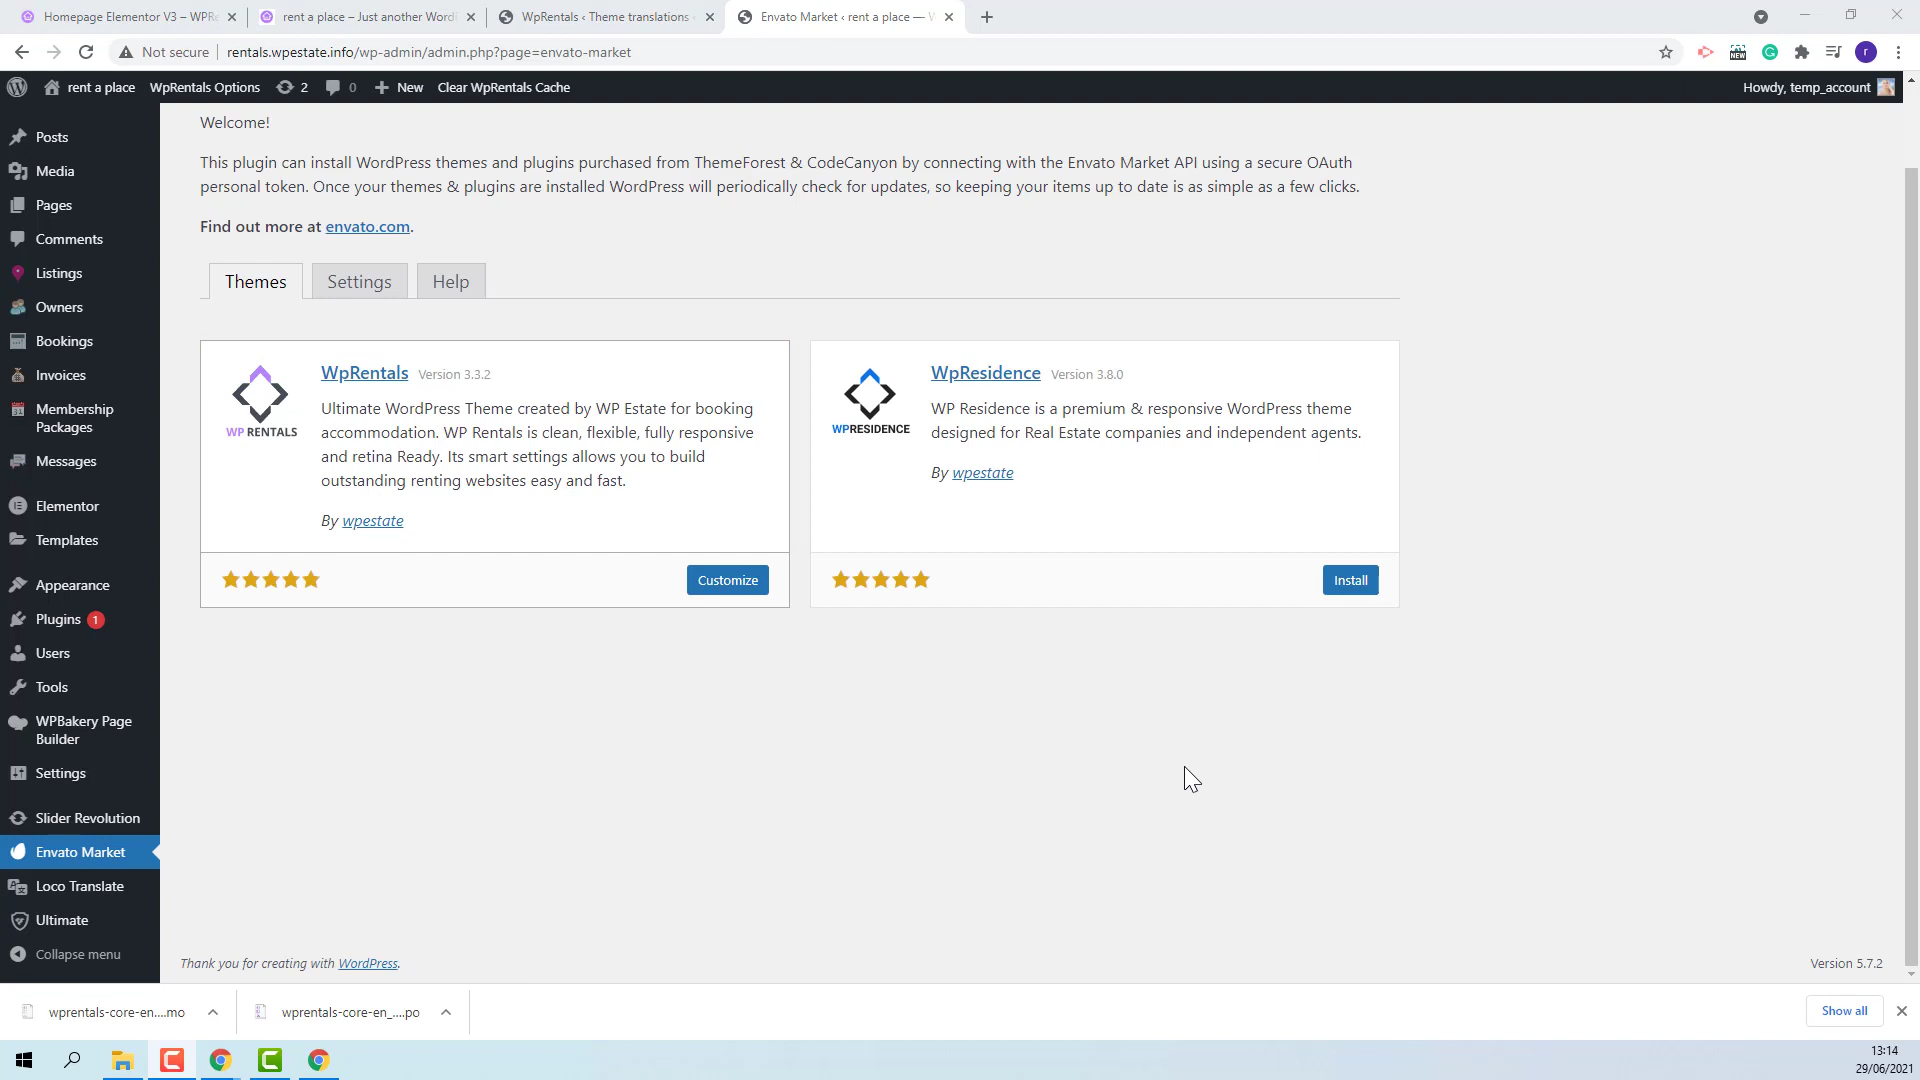 Homepage Elementor V3 – WPRe
rent a place – Just another WordP
WpRentals ‹ Theme translations ‹
Envato Market ‹ rent a place — W
Not secure
rentals.wpestate.info/wp-admin/admin.php?page=envato-market
NEW
r
rent a place
WpRentals Options
2
0
New
Clear WpRentals Cache
Howdy, temp_account
Posts
Media
Pages
Comments
Listings
Owners
Bookings
Invoices
Membership
Packages
Messages
Elementor
Templates
Appearance
Plugins 1
Users
Tools
WPBakery Page
Builder
Settings
Slider Revolution
Envato Market
Loco Translate
Ultimate
Collapse menu
Welcome!
This plugin can install WordPress themes and plugins purchased from ThemeForest & CodeCanyon by connecting with the Envato Market API using a secure OAuth
personal token. Once your themes & plugins are installed WordPress will periodically check for updates, so keeping your items up to date is as simple as a few clicks.
Find out more at envato.com.
Themes
Settings
Help
WP RENTALS
WpRentals Version 3.3.2
Ultimate WordPress Theme created by WP Estate for booking
accommodation. WP Rentals is clean, flexible, fully responsive
and retina Ready. Its smart settings allows you to build
outstanding renting websites easy and fast.
By wpestate
Customize
WPRESIDENCE
WpResidence Version 3.8.0
WP Residence is a premium & responsive WordPress theme
designed for Real Estate companies and independent agents.
By wpestate
Install
Thank you for creating with WordPress.
Version 5.7.2
wprentals-core-en....mo
wprentals-core-en_....po
Show all
13:14
29/06/2021